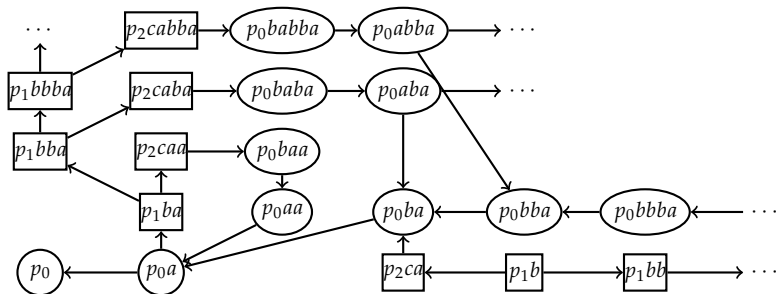 ⋯ p₂cabba p₀babba p₀abba ⋯
p₁bbba p₂caba p₀baba p₀aba ⋯
p₁bba p₂caa p₀baa
p₁ba p₀aa p₀ba p₀bba p₀bbba ⋯
p₀ p₀a p₂ca p₁b p₁bb ⋯